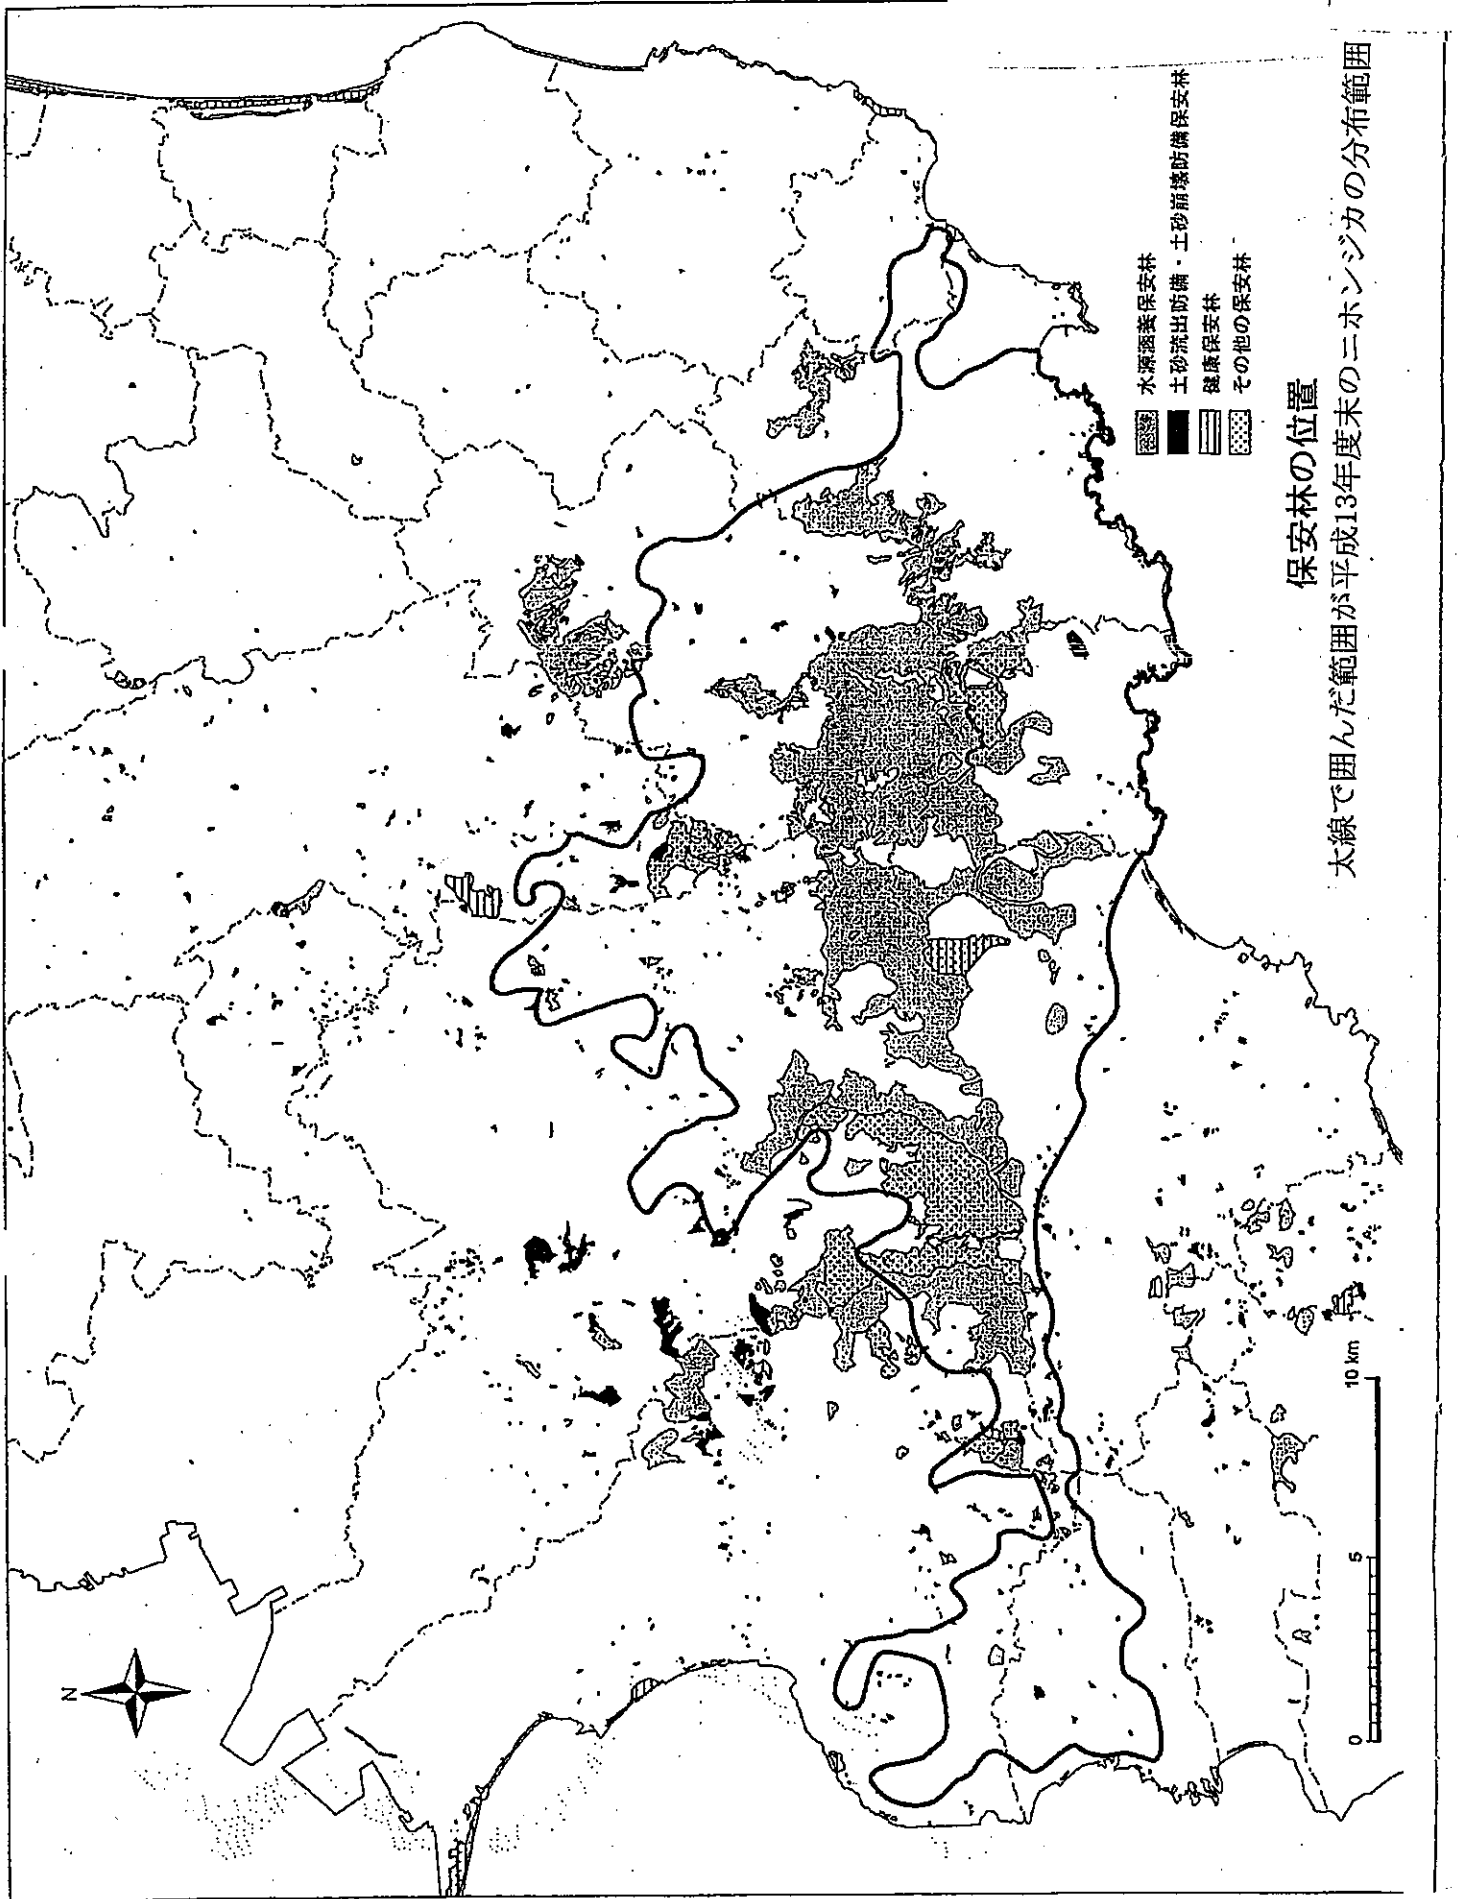 N
水源涵養保安林
土砂流出防備・土砂崩壊防備保安林
健康保安林
その他の保安林
保安林の位置
太線で囲んだ範囲が平成13年度末のニホンジカの分布範囲
0 5 10 km